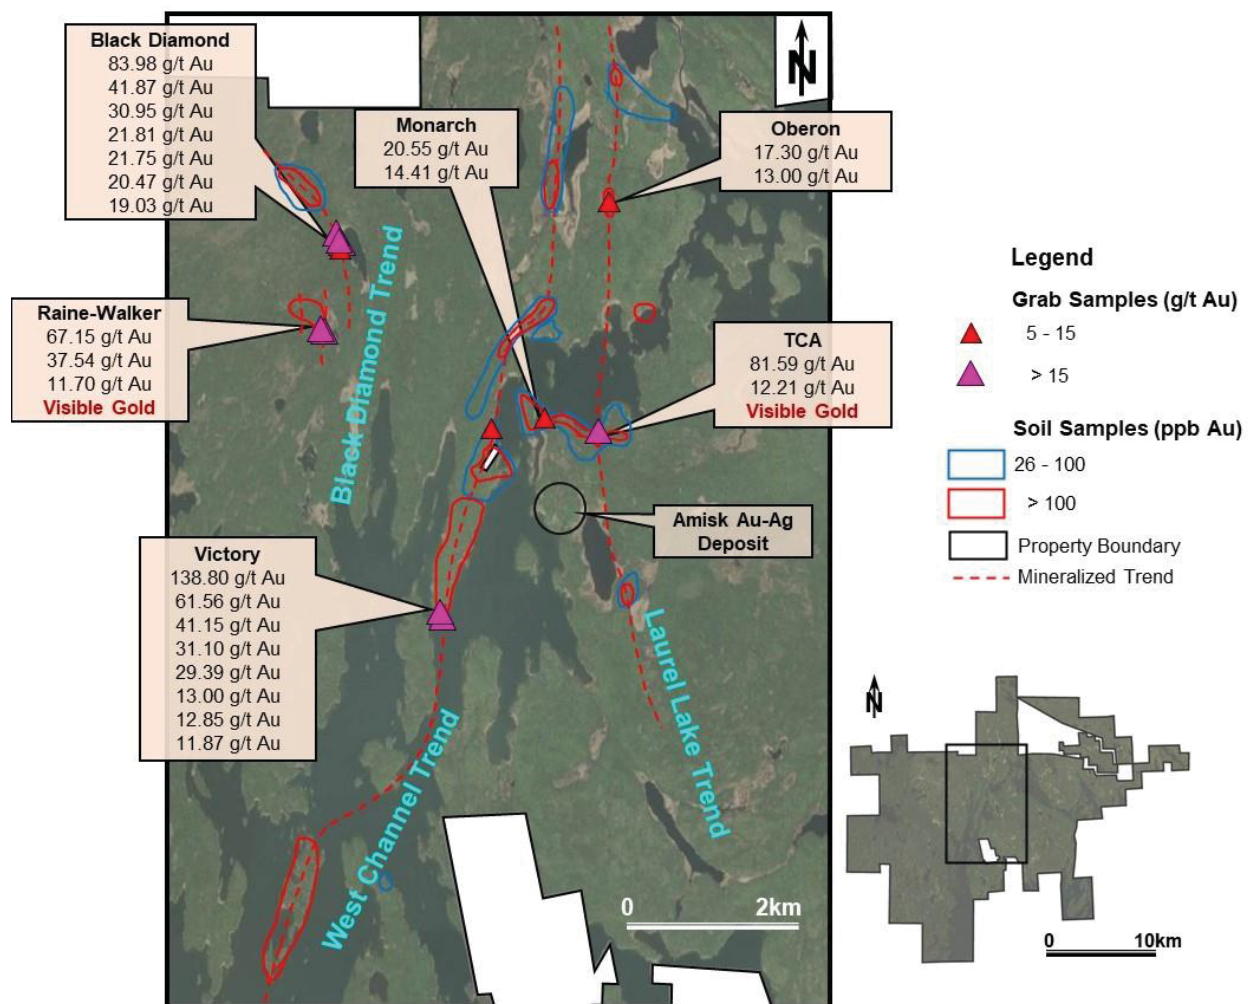 Black Diamond
83.98 g/t Au
41.87 g/t Au
30.95 g/t Au
21.81 g/t Au
21.75 g/t Au
20.47 g/t Au
19.03 g/t Au
Monarch
20.55 g/t Au
14.41 g/t Au
Oberon
17.30 g/t Au
13.00 g/t Au
N
Raine-Walker
67.15 g/t Au
37.54 g/t Au
11.70 g/t Au
Visible Gold
Black Diamond Trend
TCA
81.59 g/t Au
12.21 g/t Au
Visible Gold
Amisk Au-Ag
Deposit
Victory
138.80 g/t Au
61.56 g/t Au
41.15 g/t Au
31.10 g/t Au
29.39 g/t Au
13.00 g/t Au
12.85 g/t Au
11.87 g/t Au
West Channel Trend
Laurel Lake Trend
0 2km
Legend
Grab Samples (g/t Au)
5 - 15
> 15
Soil Samples (ppb Au)
26 - 100
> 100
Property Boundary
Mineralized Trend
N
0 10km